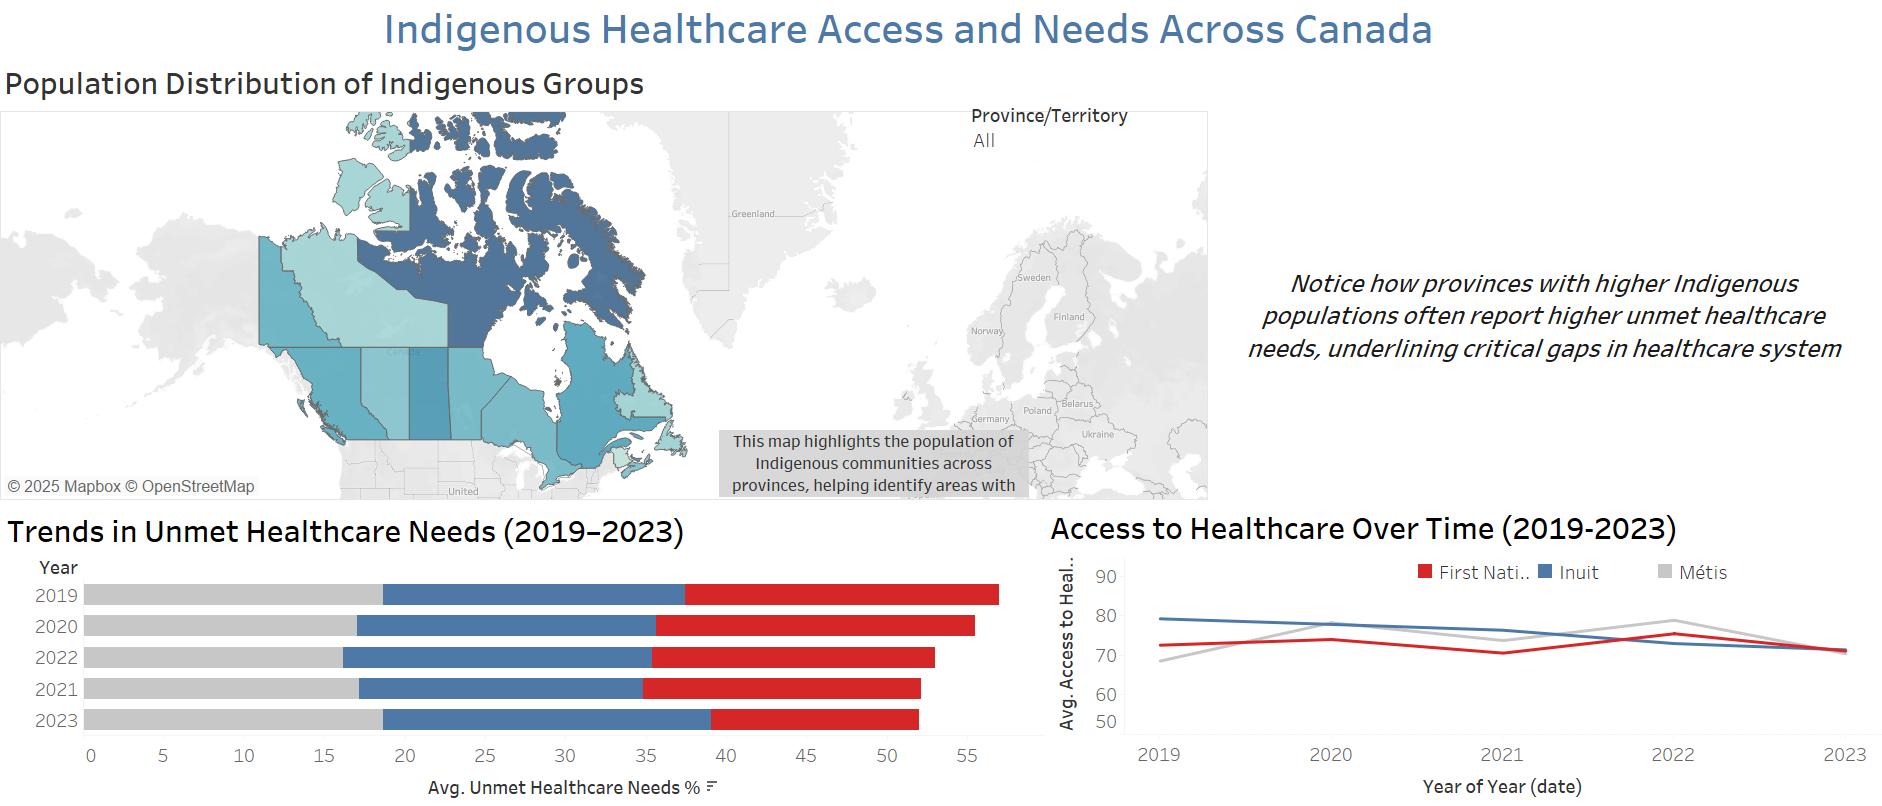 Indigenous Healthcare Access and Needs Across Canada
Population Distribution of Indigenous Groups
Province/Territory
All
Greenland
Sweden
Finland
Norway
Canada
Poland
Belarus
Germany
Ukraine
United
© 2025 Mapbox © OpenStreetMap
This map highlights the population of
Indigenous communities across
provinces, helping identify areas with
Notice how provinces with higher Indigenous
populations often report higher unmet healthcare
needs, underlining critical gaps in healthcare system
Trends in Unmet Healthcare Needs (2019–2023)
Year
2019
2020
2022
2021
2023
0 5 10 15 20 25 30 35 40 45 50 55
Avg. Unmet Healthcare Needs %
Access to Healthcare Over Time (2019-2023)
First Nati.. Inuit Métis
Avg. Access to Heal..
90
80
70
60
50
2019 2020 2021 2022 2023
Year of Year (date)